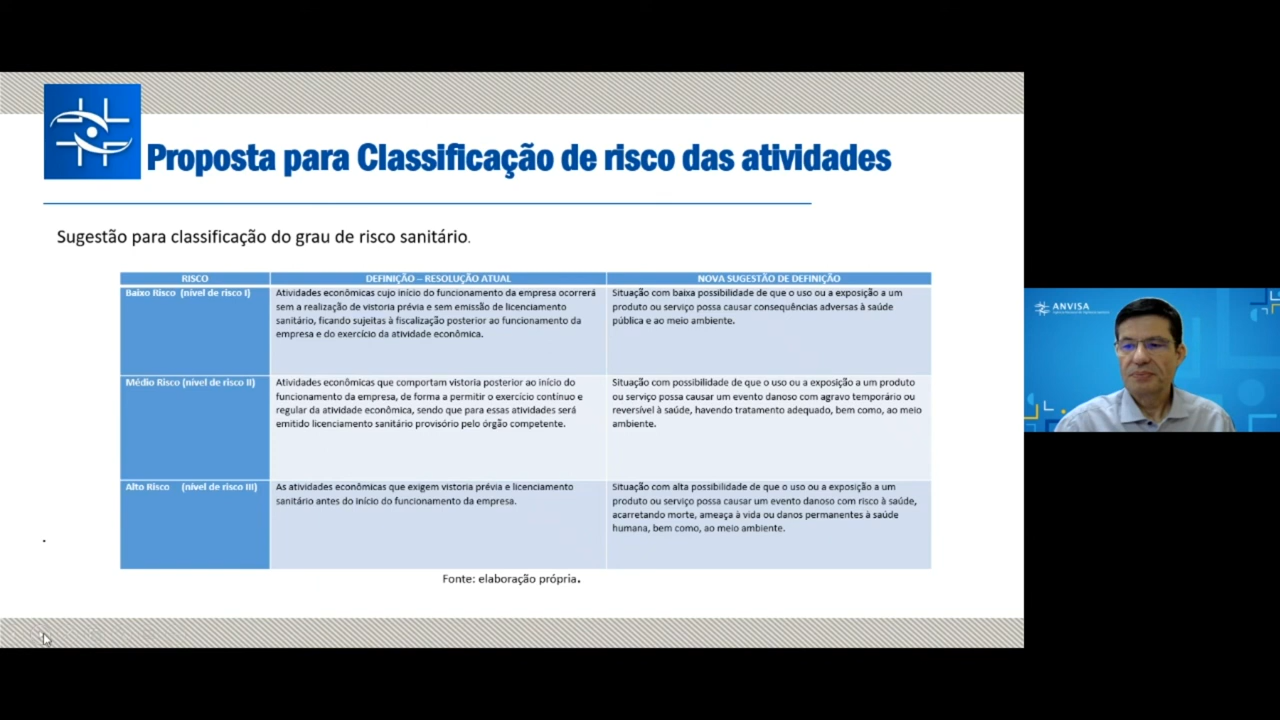 Proposta para Classificação de risco das atividades
Sugestão para classificação do grau de risco sanitário.
RISCO
DEFINIÇÃO – RESOLUÇÃO ATUAL
NOVA SUGESTÃO DE DEFINIÇÃO
Baixo Risco (nível de risco I)
Atividades econômicas cujo início do funcionamento da empresa ocorrerá
sem a realização de vistoria prévia e sem emissão de licenciamento
sanitário, ficando sujeitas à fiscalização posterior ao funcionamento da
empresa e do exercício da atividade econômica.
Situação com baixa possibilidade de que o uso ou a exposição a um
produto ou serviço possa causar consequências adversas à saúde
pública e ao meio ambiente.
Médio Risco (nível de risco II)
Atividades econômicas que comportam vistoria posterior ao início do
funcionamento da empresa, de forma a permitir o exercício contínuo e
regular da atividade econômica, sendo que para essas atividades será
emitido licenciamento sanitário provisório pelo órgão competente.
Situação com possibilidade de que o uso ou a exposição a um produto
ou serviço possa causar um evento danoso com agravo temporário ou
reversível à saúde, havendo tratamento adequado, bem como, ao meio
ambiente.
Alto Risco (nível de risco III)
As atividades econômicas que exigem vistoria prévia e licenciamento
sanitário antes do início do funcionamento da empresa.
Situação com alta possibilidade de que o uso ou a exposição a um
produto ou serviço possa causar um evento danoso com risco à saúde,
acarretando morte, ameaça à vida ou danos permanentes à saúde
humana, bem como, ao meio ambiente.
Fonte: elaboração própria.
ANVISA